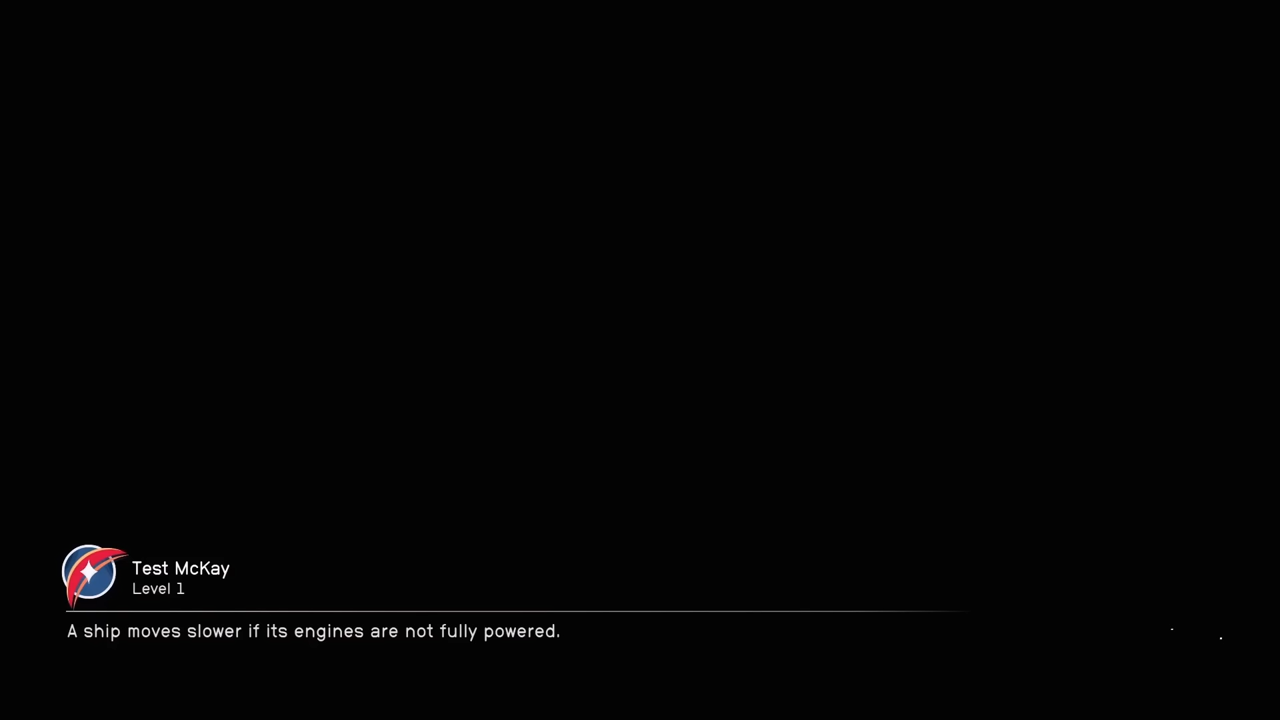 Test McKay
Level 1
A ship moves slower if its engines are not fully powered.